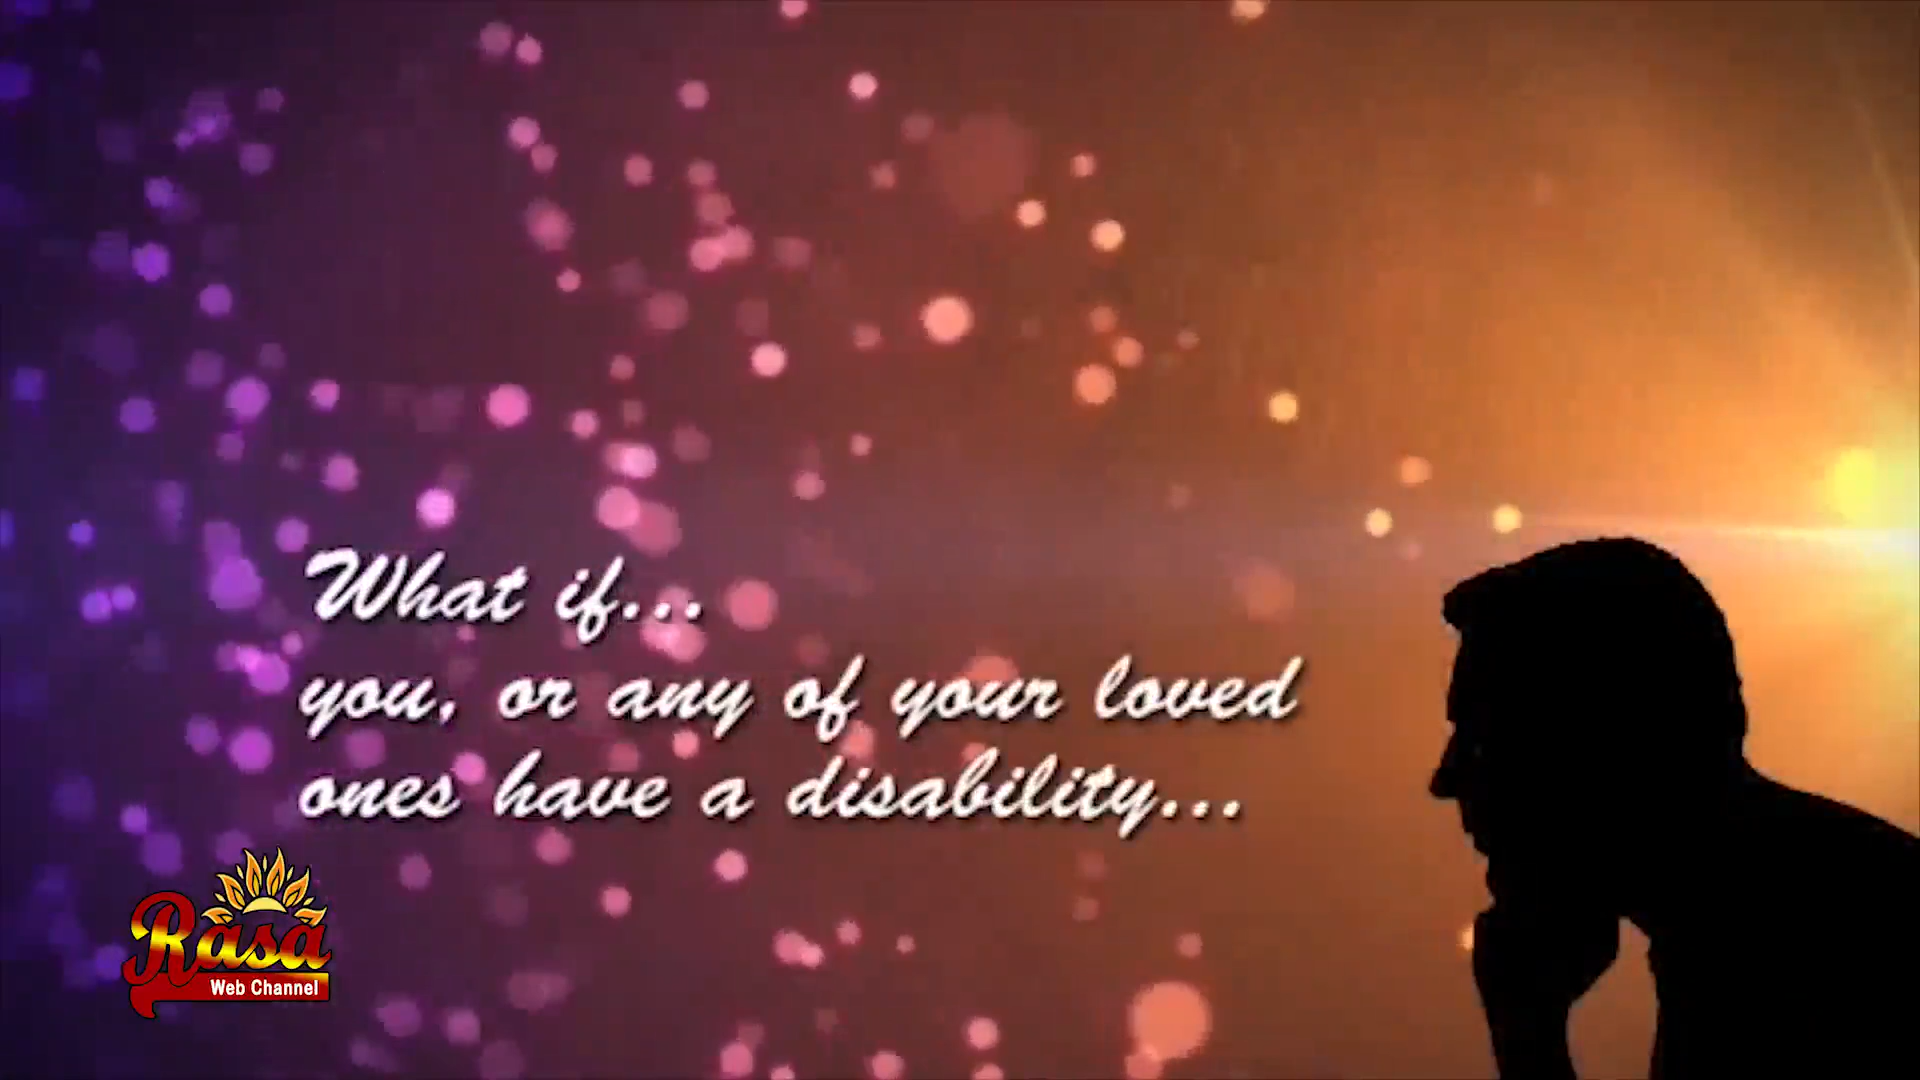 What if...
you, or any of your loved
ones have a disability...
Rasa
Web Channel